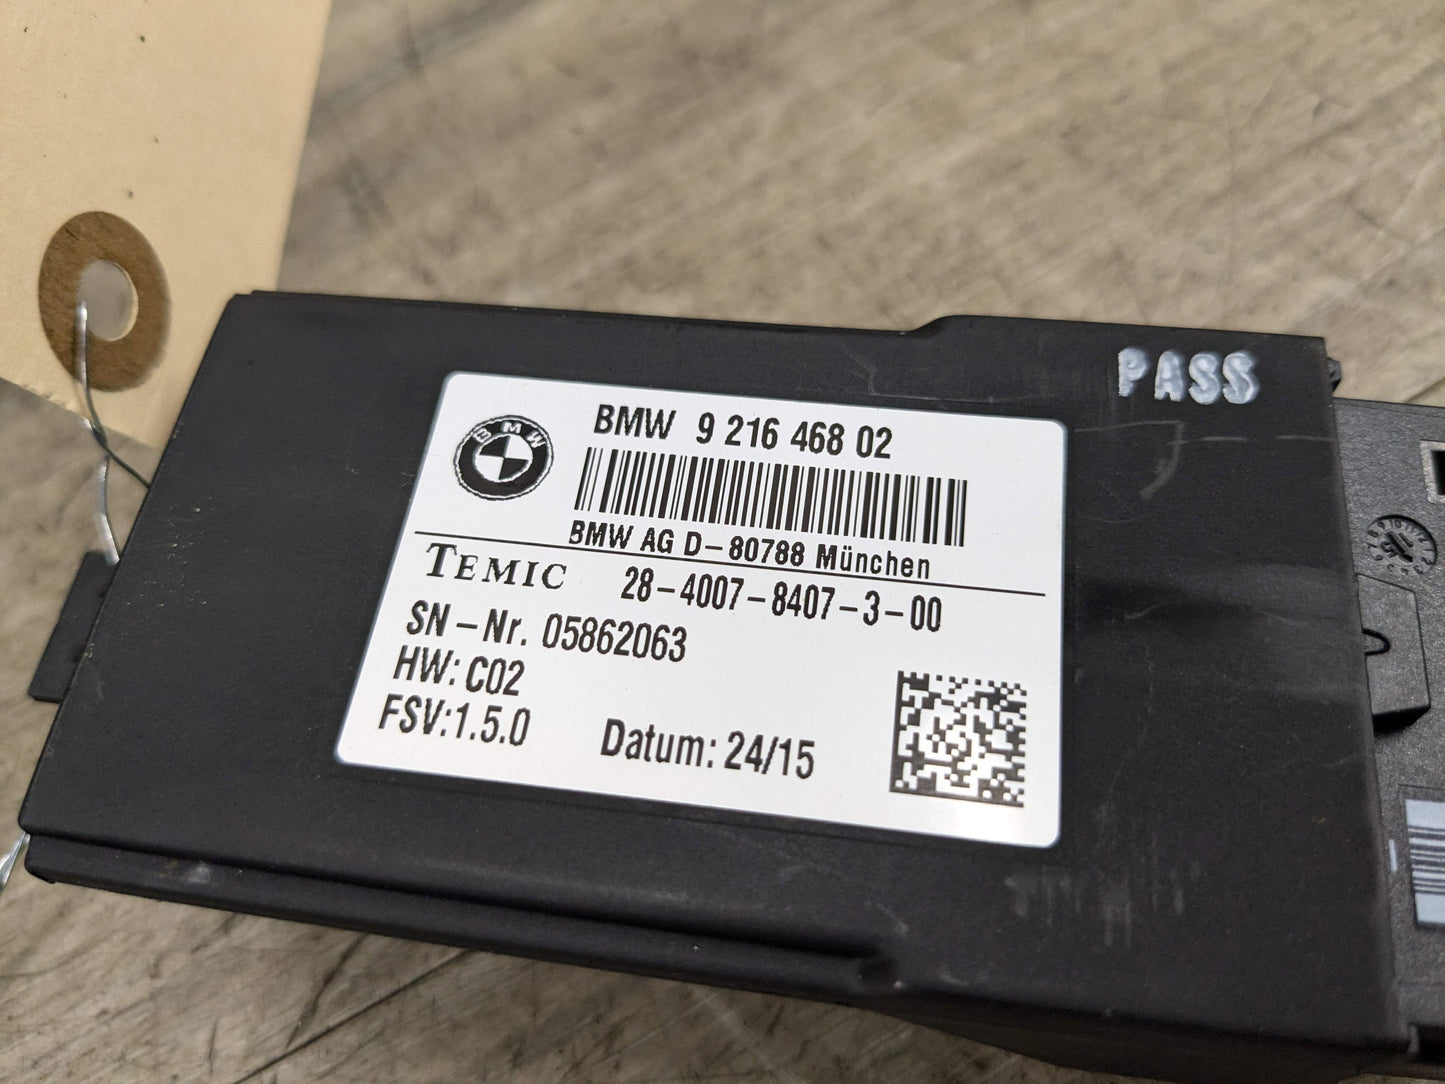 PASS
BMW 9 216 468 02
BMW
BMW AG D-80788 München
TEMIC 28-4007-8407-3-00
SN-Nr. 05862063
HW: C02
FSV:1.5.0 Datum: 24/15